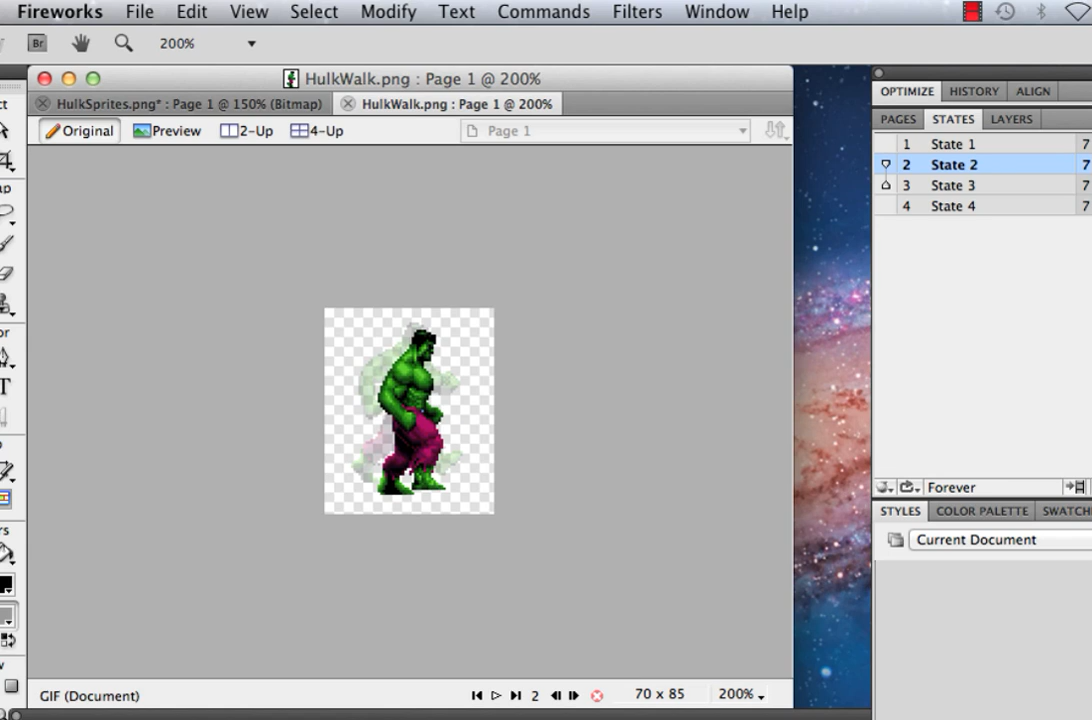 Fireworks File Edit View Select Modify Text Commands Filters Window Help
Br 200%
HulkWalk.png : Page 1 @ 200%
HulkSprites.png* : Page 1 @ 150% (Bitmap) HulkWalk.png : Page 1 @ 200%
Original Preview 2-Up 4-Up Page 1
OPTIMIZE HISTORY ALIGN
PAGES STATES LAYERS
1 State 1 7
2 State 2 7
3 State 3 7
4 State 4 7
Forever
STYLES COLOR PALETTE SWATCH
Current Document
GIF (Document) 2 70 x 85 200%